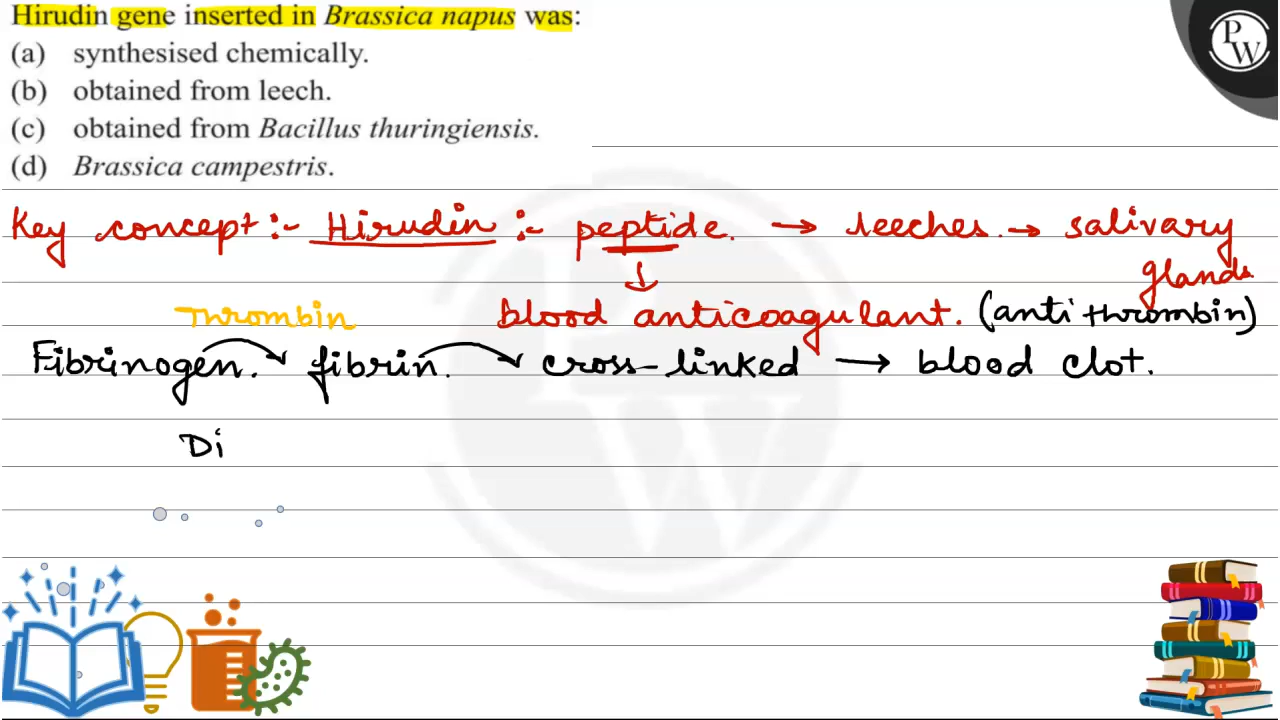 Hirudin gene inserted in Brassica napus was:
(a) synthesised chemically.
(b) obtained from leech.
(c) obtained from Bacillus thuringiensis.
(d) Brassica campestris.
P
W
Key concept :- Hirudin :- peptide. → leeches. → salivary
glands
↓
Thrombin
blood anticoagulant. (anti thrombin)
Fibrinogen. → fibrin. → cross-linked → blood clot.
Di